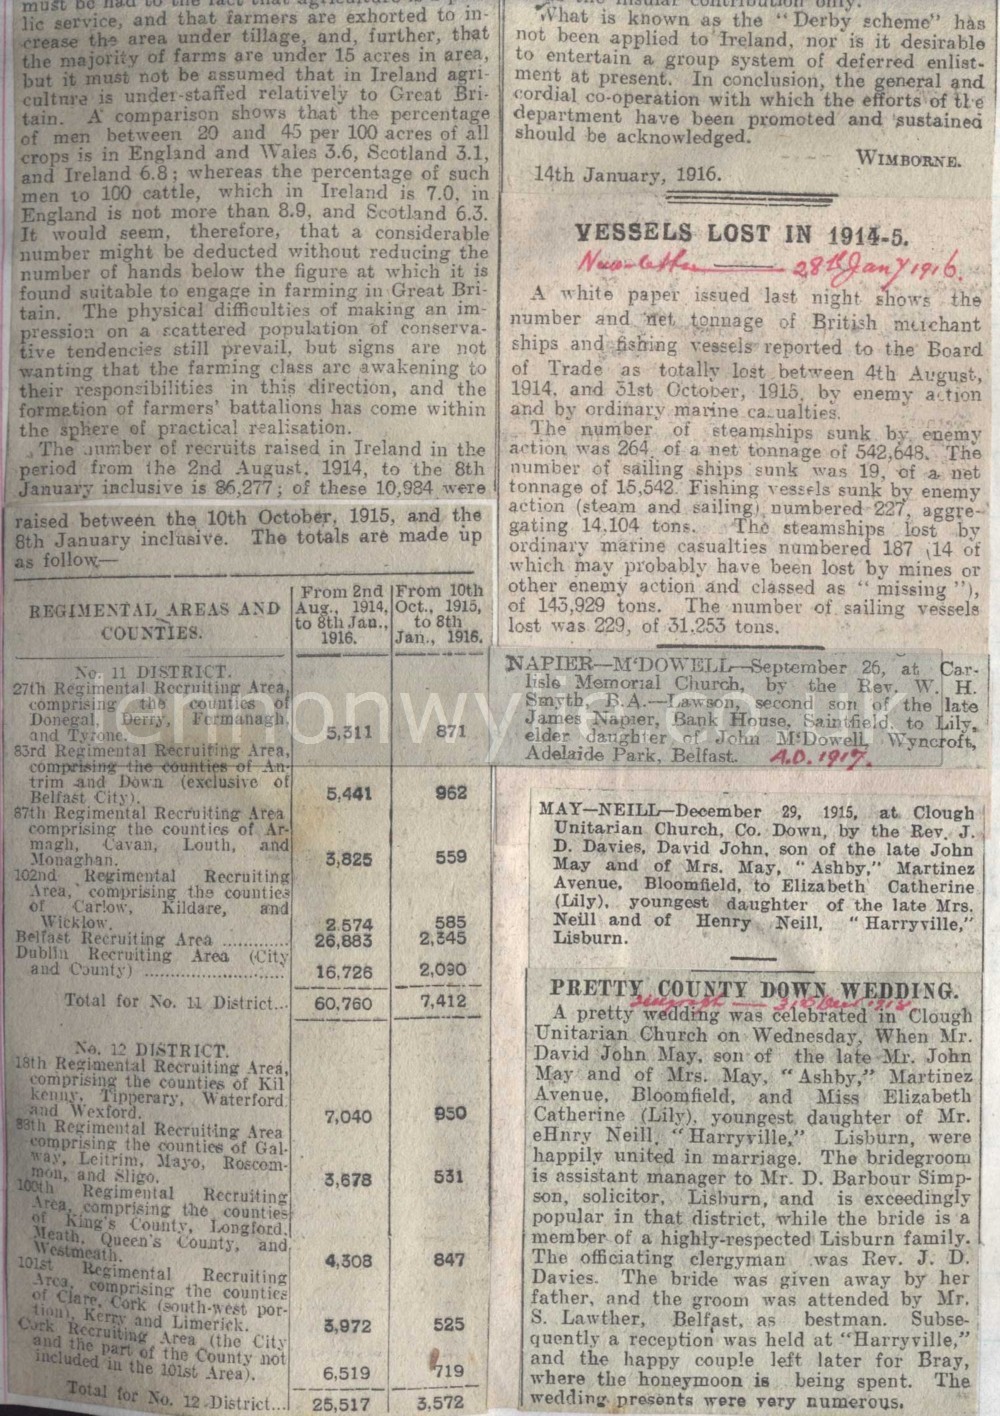 must be had to the fact that agriculture is a
lic service, and that farmers are exhorted to in-
crease the area under tillage, and, further, that
the majority of farms are under 15 acres in area,
but it must not be assumed that in Ireland agri-
culture is under-staffed relatively to Great Bri-
tain. A comparison shows that the percentage
of men between 20 and 45 per 100 acres of all
crops is in England and Wales 3.6, Scotland 3.1,
and Ireland 6.8; whereas the percentage of such
men to 100 cattle, which in Ireland is 7.0, in
England is not more than 8.9, and Scotland 6.3.
It would seem, therefore, that a considerable
number might be deducted without reducing the
number of hands below the figure at which it is
found suitable to engage in farming in Great Bri-
tain. The physical difficulties of making an im-
pression on a scattered population of conserva-
tive tendencies still prevail, but signs are not
wanting that the farming class are awakening to
their responsibilities in this direction, and the
formation of farmers' battalions has come within
the sphere of practical realisation.
The number of recruits raised in Ireland in the
period from the 2nd August, 1914, to the 8th
January inclusive is 86,277; of these 10,984 were
raised between the 10th October, 1915, and the
8th January inclusive. The totals are made up
as follow—
REGIMENTAL AREAS AND
COUNTIES.
From 2nd
Aug., 1914,
to 8th Jan.,
1916.
From 10th
Oct., 1915,
to 8th
Jan., 1916.
No. 11 DISTRICT.
27th Regimental Recruiting Area,
comprising the counties of
Donegal, Derry, Fermanagh,
and Tyrone. 5,311 871
83rd Regimental Recruiting Area,
comprising the counties of An-
trim and Down (exclusive of
Belfast City). 5,441 962
87th Regimental Recruiting Area
comprising the counties of Ar-
magh, Cavan, Louth, and
Monaghan. 3,825 559
102nd Regimental Recruiting
Area, comprising the counties
of Carlow, Kildare, and
Wicklow. 2,574 585
Belfast Recruiting Area ............ 26,883 2,345
Dublin Recruiting Area (City
and County) ........................ 16,726 2,090
Total for No. 11 District... 60,760 7,412
No. 12 DISTRICT.
18th Regimental Recruiting Area,
comprising the counties of Kil
kenny, Tipperary, Waterford
and Wexford. 7,040 950
88th Regimental Recruiting Area
comprising the counties of Gal-
way, Leitrim, Mayo, Roscom-
mon, and Sligo. 3,678 531
100th Regimental Recruiting
Area, comprising the counties
of King's County, Longford,
Meath, Queen's County, and
Westmeath. 4,308 847
101st Regimental Recruiting
Area, comprising the counties
of Clare, Cork (south-west por-
tion), Kerry and Limerick. 3,972 525
Cork Recruiting Area (the City
and the part of the County not
included in the 101st Area). 6,519 719
Total for No. 12 District... 25,517 3,572
the insular contribution only.
What is known as the "Derby scheme" has
not been applied to Ireland, nor is it desirable
to entertain a group system of deferred enlist-
ment at present. In conclusion, the general and
cordial co-operation with which the efforts of the
department have been promoted and sustained
should be acknowledged.
WIMBORNE.
14th January, 1916.
VESSELS LOST IN 1914-5.
News-letter — 28th Jany 1916.
A white paper issued last night shows the
number and net tonnage of British merchant
ships and fishing vessels reported to the Board
of Trade as totally lost between 4th August,
1914, and 31st October, 1915, by enemy action
and by ordinary marine casualties.
The number of steamships sunk by enemy
action was 264, of a net tonnage of 542,648. The
number of sailing ships sunk was 19, of a net
tonnage of 15,542. Fishing vessels sunk by enemy
action (steam and sailing) numbered 227, aggre-
gating 14,104 tons. The steamships lost by
ordinary marine casualties numbered 187 (14 of
which may probably have been lost by mines or
other enemy action and classed as "missing"),
of 143,929 tons. The number of sailing vessels
lost was 229, of 31,253 tons.
NAPIER—M'DOWELL—September 26, at Car-
lisle Memorial Church, by the Rev. W. H.
Smyth, B.A.—Lawson, second son of the late
James Napier, Bank House, Saintfield, to Lily,
elder daughter of John M'Dowell, Wyncroft,
Adelaide Park, Belfast. A.D. 1917.
MAY—NEILL—December 29, 1915, at Clough
Unitarian Church, Co. Down, by the Rev. J.
D. Davies, David John, son of the late John
May and of Mrs. May, "Ashby," Martinez
Avenue, Bloomfield, to Elizabeth Catherine
(Lily), youngest daughter of the late Mrs.
Neill and of Henry Neill, "Harryville,"
Lisburn.
PRETTY COUNTY DOWN WEDDING.
Telegraph —
A pretty wedding was celebrated in Clough
Unitarian Church on Wednesday, When Mr.
David John May, son of the late Mr. John
May and of Mrs. May, "Ashby," Martinez
Avenue, Bloomfield, and Miss Elizabeth
Catherine (Lily), youngest daughter of Mr.
eHnry Neill, "Harryville," Lisburn, were
happily united in marriage. The bridegroom
is assistant manager to Mr. D. Barbour Simp-
son, solicitor, Lisburn, and is exceedingly
popular in that district, while the bride is a
member of a highly-respected Lisburn family.
The officiating clergyman was Rev. J. D.
Davies. The bride was given away by her
father, and the groom was attended by Mr.
S. Lawther, Belfast, as bestman. Subse-
quently a reception was held at "Harryville,"
and the happy couple left later for Bray,
where the honeymoon is being spent. The
wedding presents were very numerous.
lennonwylie.co.uk